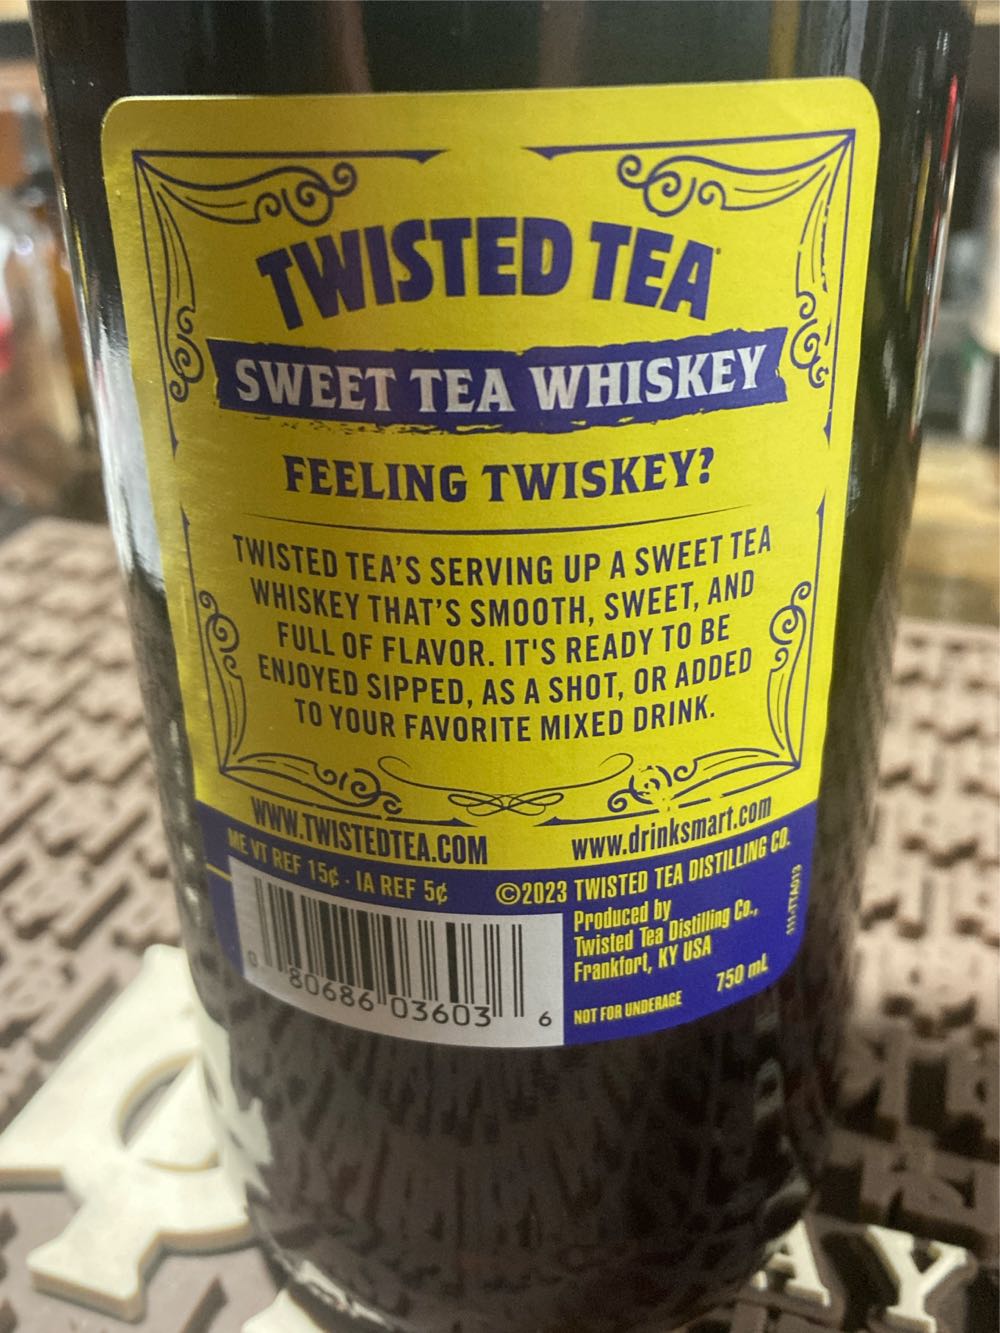 TWISTED TEA
SWEET TEA WHISKEY
FEELING TWISKEY?
TWISTED TEA'S SERVING UP A SWEET TEA
WHISKEY THAT'S SMOOTH, SWEET, AND
FULL OF FLAVOR. IT'S READY TO BE
ENJOYED SIPPED, AS A SHOT, OR ADDED
TO YOUR FAVORITE MIXED DRINK.
WWW.TWISTEDTEA.COM
www.drinksmart.com
ME VT REF 15¢ · IA REF 5¢
©2023 TWISTED TEA DISTILLING CO.
Produced by
Twisted Tea Distilling Co.,
Frankfort, KY USA
750 mL
NOT FOR UNDERAGE
0 80686 03603 6